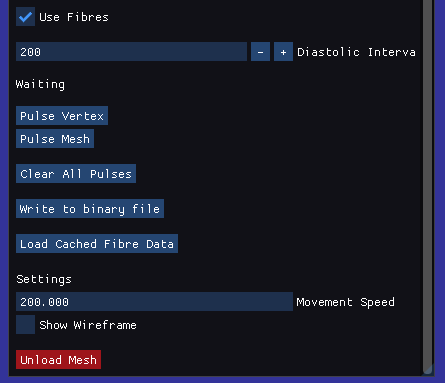 Use Fibres
200 - + Diastolic Interva
Waiting
Pulse Vertex
Pulse Mesh
Clear All Pulses
Write to binary file
Load Cached Fibre Data
Settings
200.000 Movement Speed
Show Wireframe
Unload Mesh